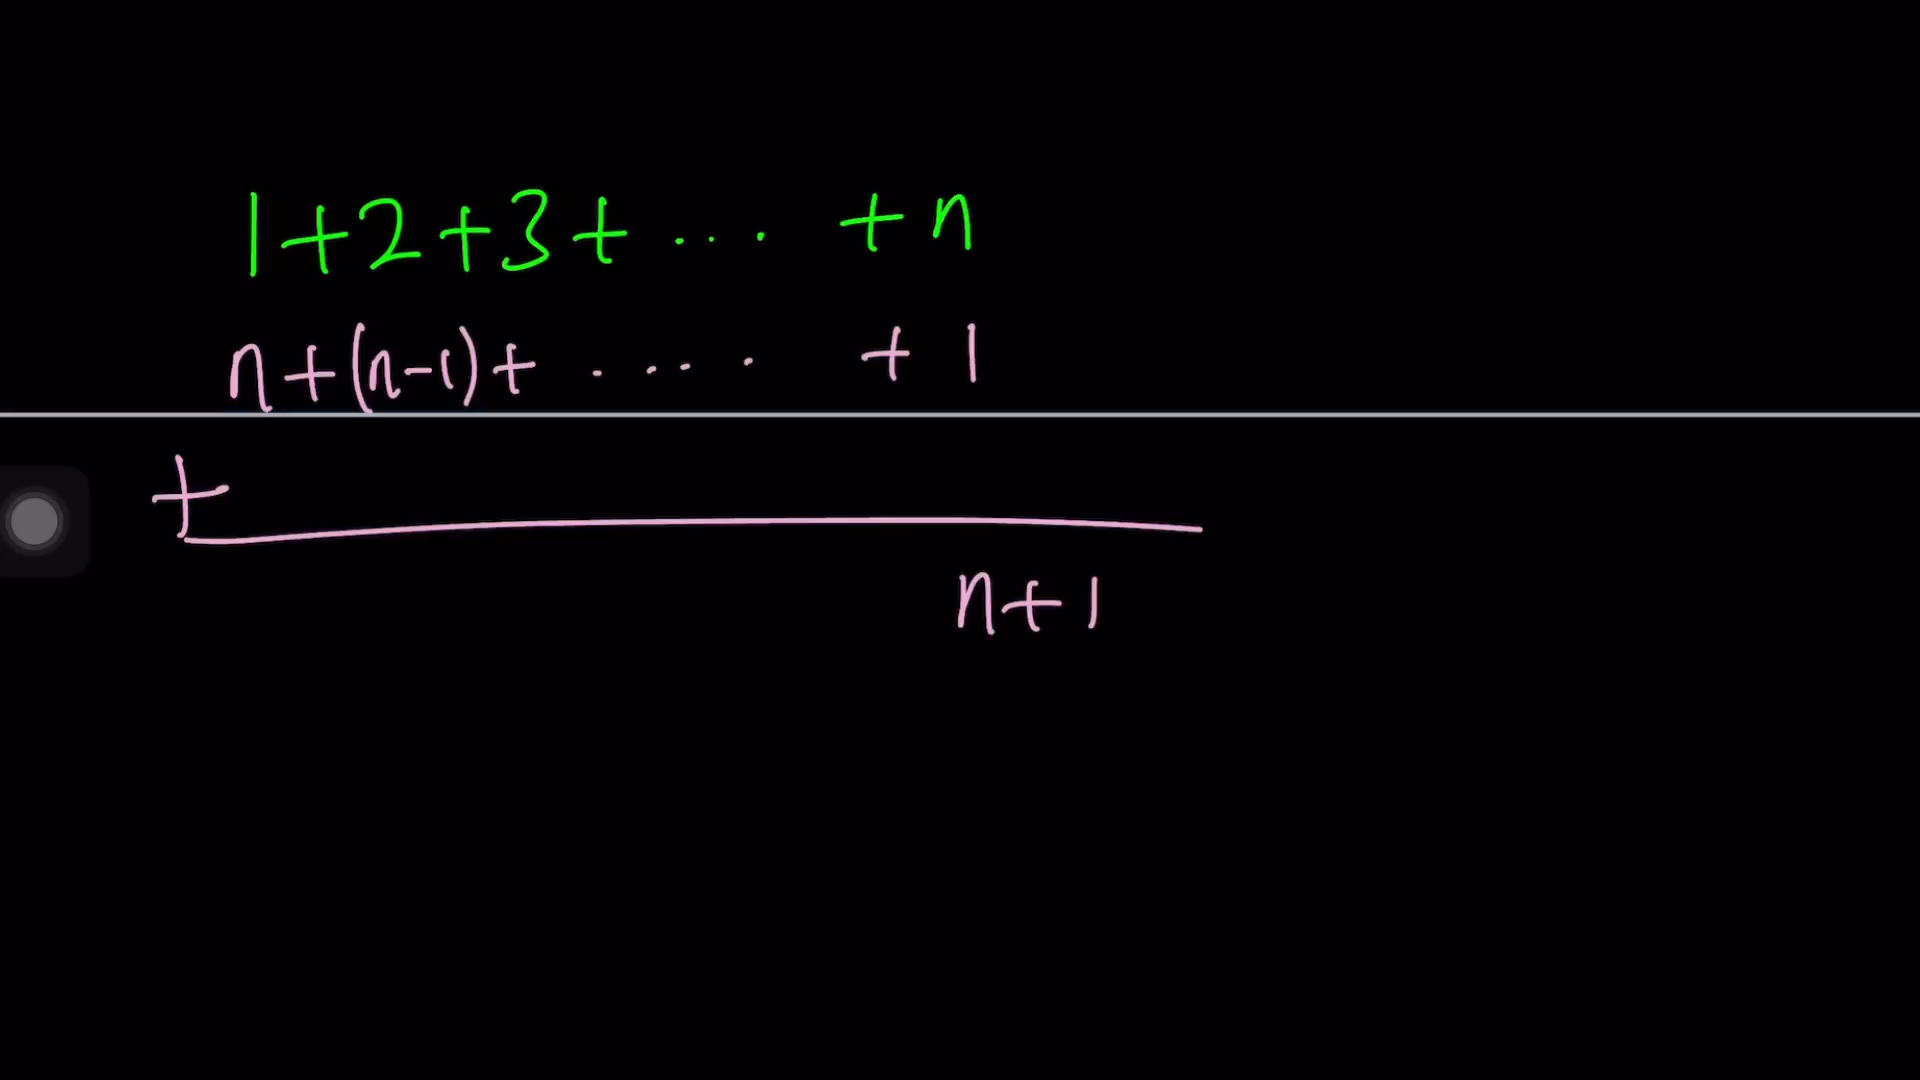 1+2+3+ ... +n
n+(n-1)+ .... +1
+
n+1